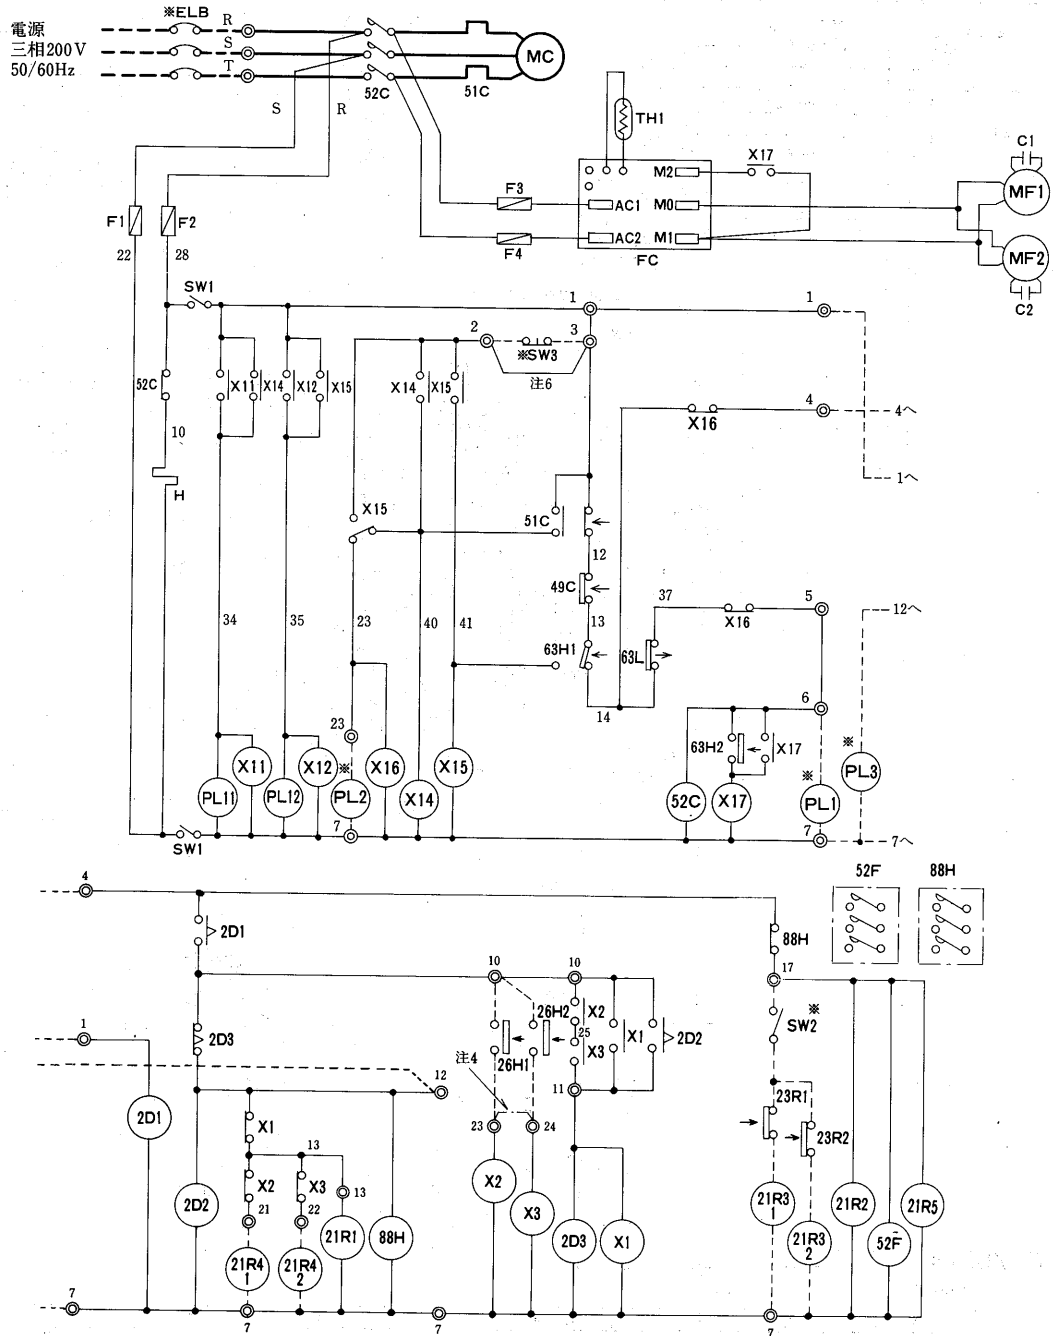 ※ELB
電源
三相200V
50/60Hz
R
S
T
MC
52C
51C
S
R
TH1
C1
X17
M2
MF1
F3
F1
F2
AC1
M0
22
28
AC2
M1
MF2
F4
FC
C2
SW1
1
1
2
3
※SW3
注6
52C
X11
X14
X12
X15
X14
X15
4
4へ
X16
10
1へ
H
X15
51C
12
49C
37
5
12へ
34
35
23
40
41
13
X16
63H1
63L
14
6
23
63H2
X17
※
X11
X12
※
X16
X15
PL3
※
PL11
PL12
PL2
X14
52C
X17
PL1
7
7
7へ
SW1
4
52F
88H
2D1
88H
10
10
17
1
2D3
26H2
X2
25
X1
2D2
SW2
※
26H1
X3
注4
12
11
23R1
2D1
X1
23
24
23R2
13
X2
X3
13
X2
2D2
21
22
X3
21R3
1
21R2
21R5
21R1
88H
2D3
X1
21R3
2
52F
21R4
1
21R4
2
7
7
7
7